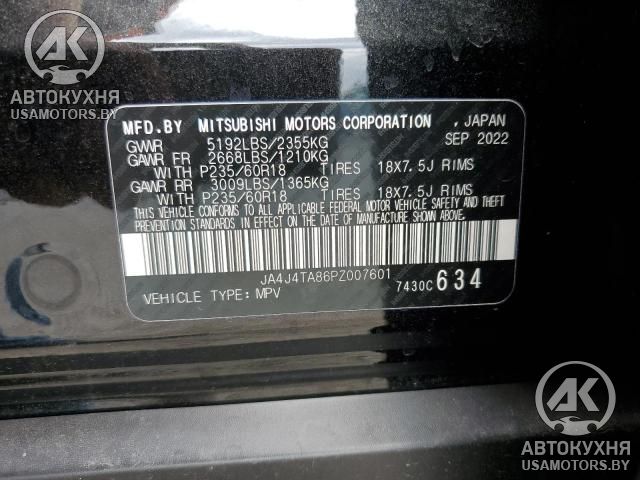 AK
АВТОКУХНЯ
USAMOTORS.BY
MFD.BY MITSUBISHI MOTORS CORPORATION , JAPAN
GVWR 5192LBS/2355KG SEP 2022
GAWR FR 2668LBS/1210KG
WITH P235/60R18 TIRES 18X7.5J RIMS
GAWR RR 3009LBS/1365KG
WITH P235/60R18 TIRES 18X7.5J RIMS
THIS VEHICLE CONFORMS TO ALL APPLICABLE FEDERAL MOTOR VEHICLE SAFETY AND THEFT
PREVENTION STANDARDS IN EFFECT ON THE DATE OF MANUFACTURE SHOWN ABOVE.
JA4J4TA86PZ007601
VEHICLE TYPE: MPV 7430C 634
AK
АВТОКУХНЯ
USAMOTORS.BY